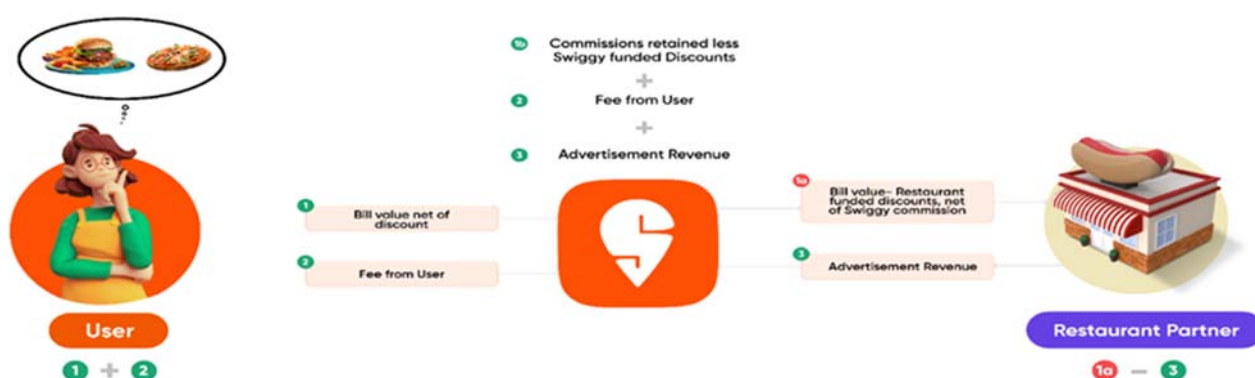 1b Commissions retained less
Swiggy funded Discounts
+
2 Fee from User
+
3 Advertisement Revenue
1 Bill value net of
discount
2 Fee from User
1a Bill value– Restaurant
funded discounts, net
of Swiggy commission
3 Advertisement Revenue
User
1 + 2
Restaurant Partner
1a – 3